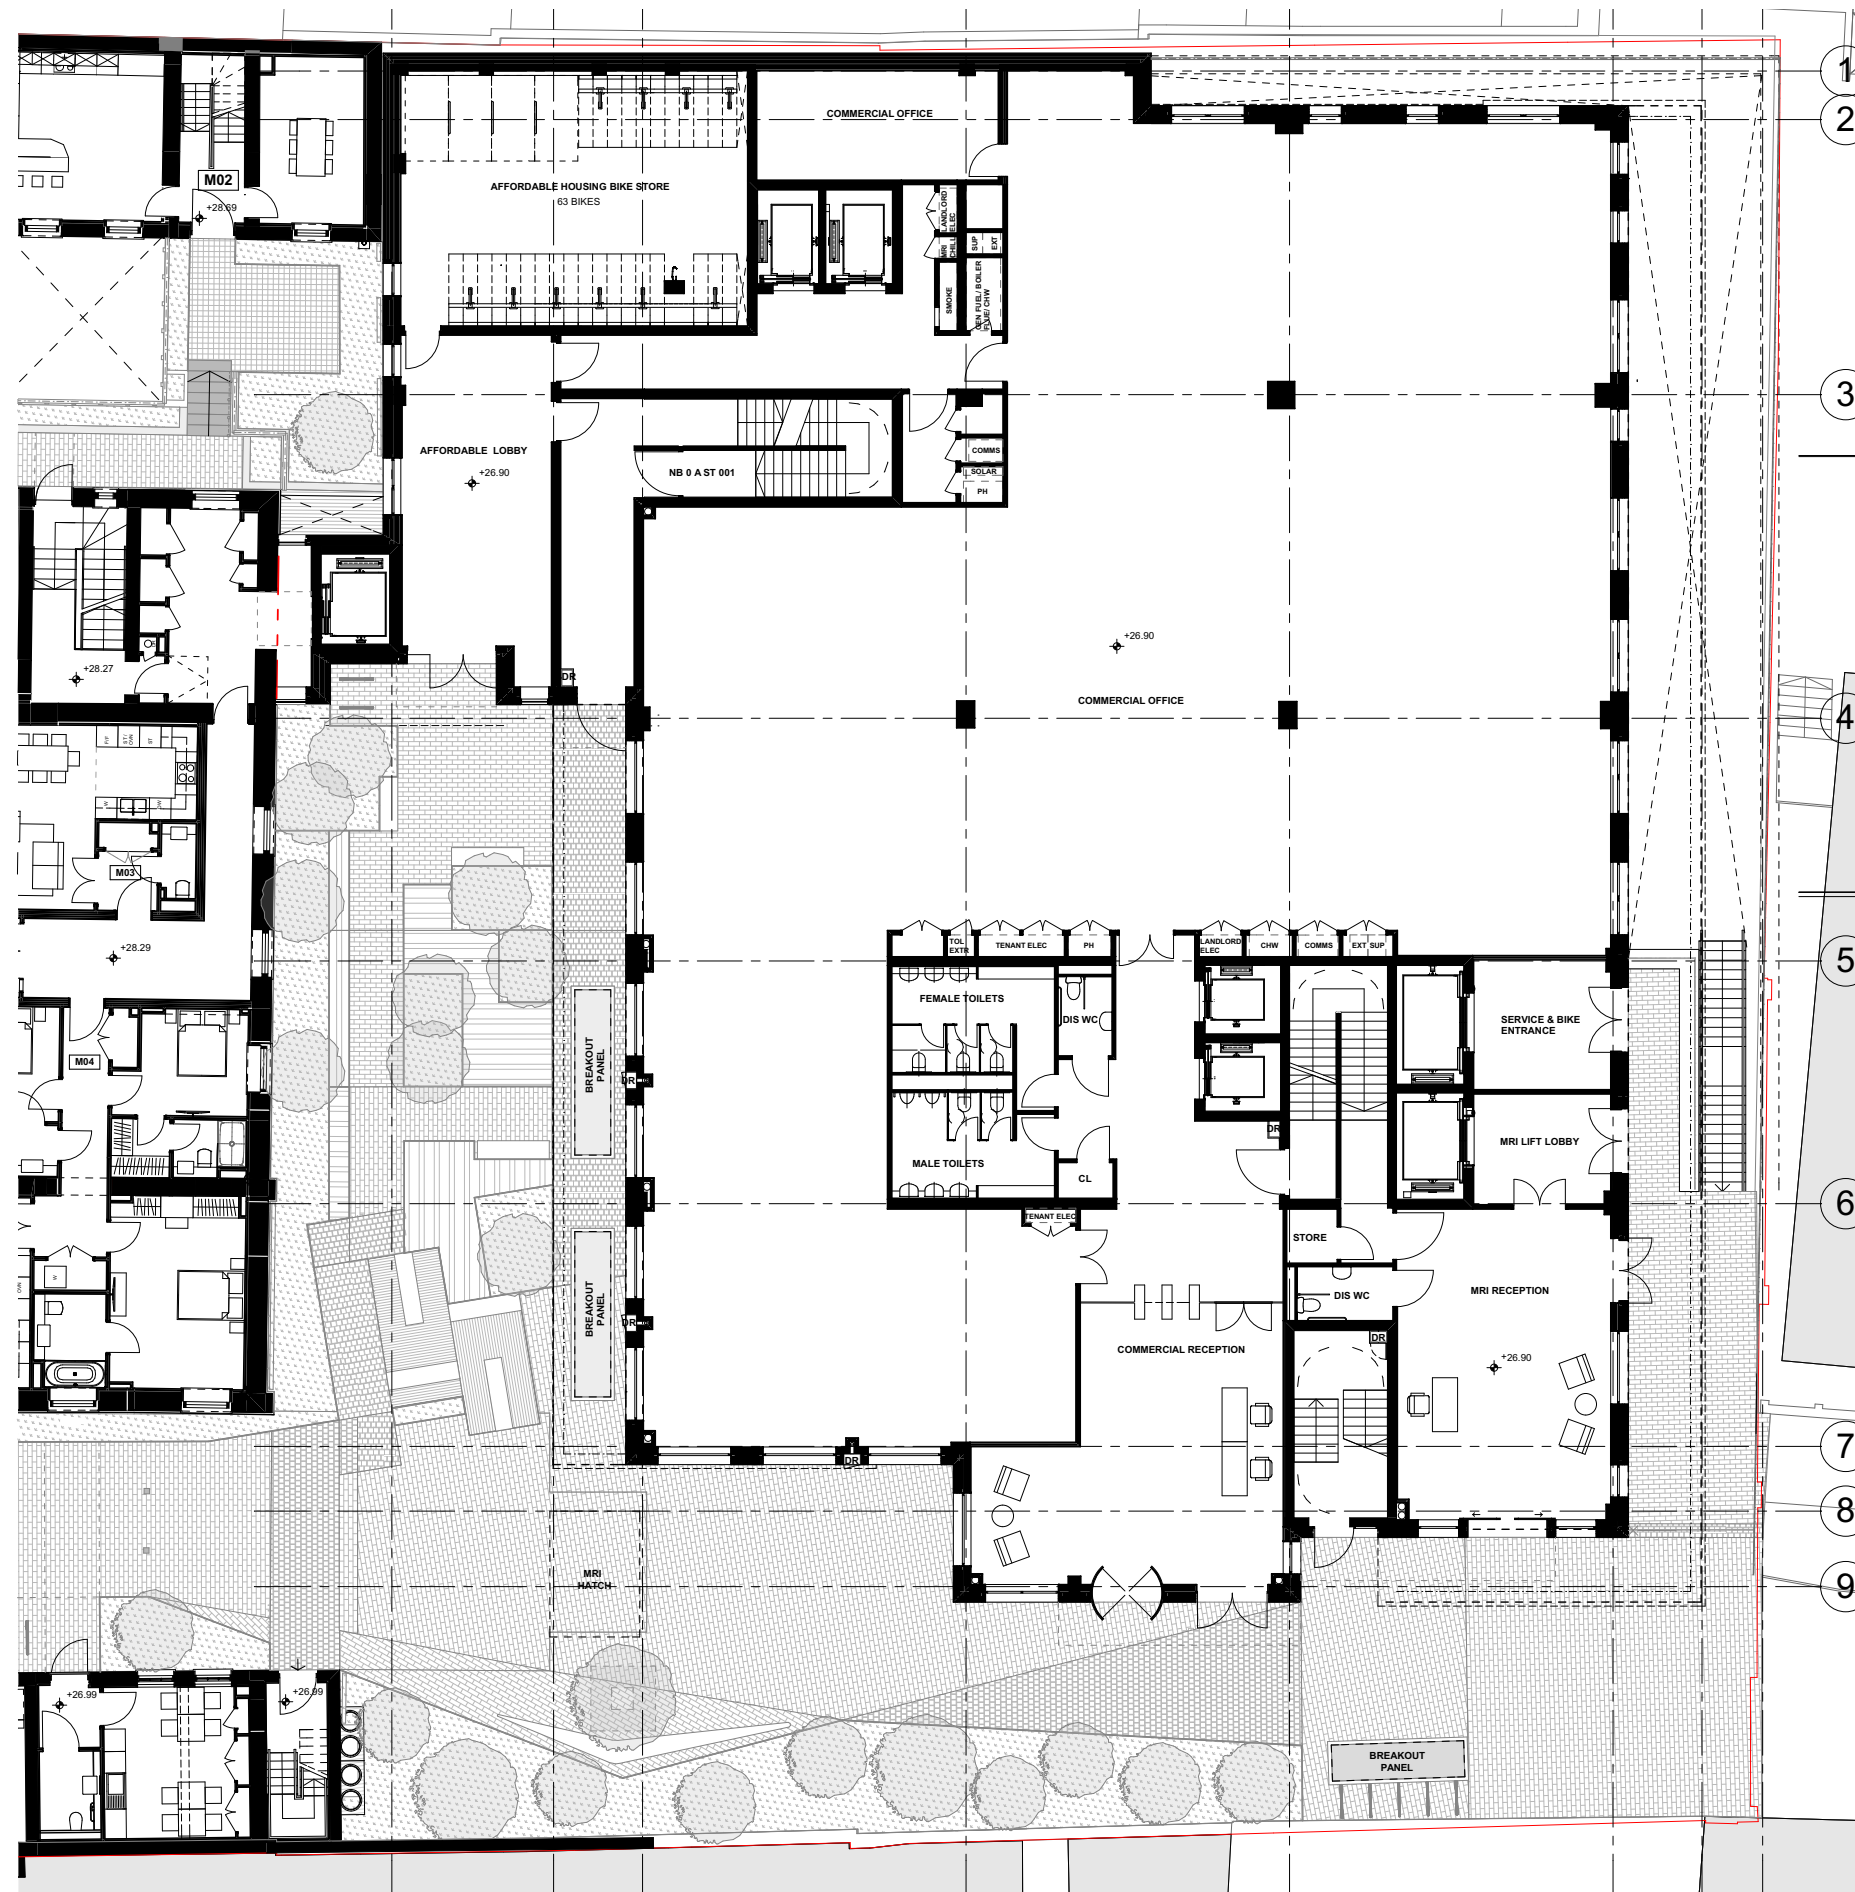 1
2
COMMERCIAL OFFICE
M02
+28.69
AFFORDABLE HOUSING BIKE STORE
63 BIKES
LANDLORD
ELEC
MRI
CHILL
SUP
EXT
SMOKE
GEN FUEL/ BOILER
FLUE/ CHW
3
AFFORDABLE LOBBY
+26.90
NB 0 A ST 001
COMMS
SOLAR
PH
+28.27
DR
+26.90
COMMERCIAL OFFICE
4
F/F
ST /
OVN
ST
W
DW
M03
+28.29
TOL
EXTR
TENANT ELEC
PH
LANDLORD
ELEC
CHW
COMMS
EXT SUP
5
FEMALE TOILETS
DIS WC
SERVICE & BIKE
ENTRANCE
M04
BREAKOUT
PANEL
DR
DR
MRI LIFT LOBBY
MALE TOILETS
CL
6
TENANT ELEC
STORE
W
OVN
BREAKOUT
PANEL
DR
DIS WC
MRI RECEPTION
DR
COMMERCIAL RECEPTION
+26.90
7
DR
8
MRI
HATCH
9
+26.99
+26.99
BREAKOUT
PANEL